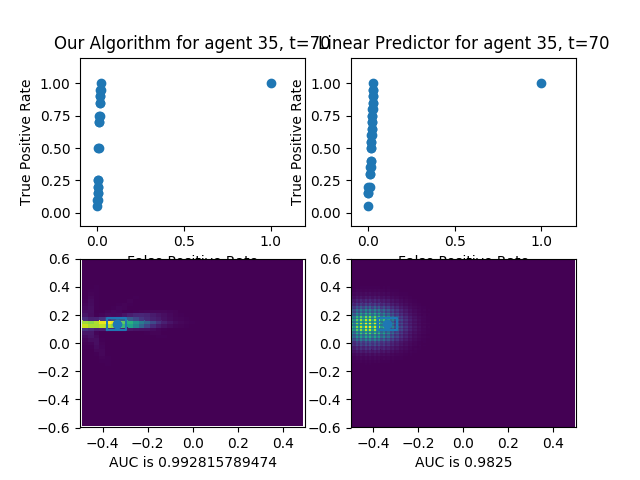 Our Algorithm for agent 35, t=70
Linear Predictor for agent 35, t=70
True Positive Rate
1.00
0.75
0.50
0.25
0.00
0.0 0.5 1.0
False Positive Rate
True Positive Rate
1.00
0.75
0.50
0.25
0.00
0.0 0.5 1.0
False Positive Rate
0.6
0.4
0.2
0.0
−0.2
−0.4
−0.6
−0.4 −0.2 0.0 0.2 0.4
AUC is 0.992815789474
0.6
0.4
0.2
0.0
−0.2
−0.4
−0.6
−0.4 −0.2 0.0 0.2 0.4
AUC is 0.9825